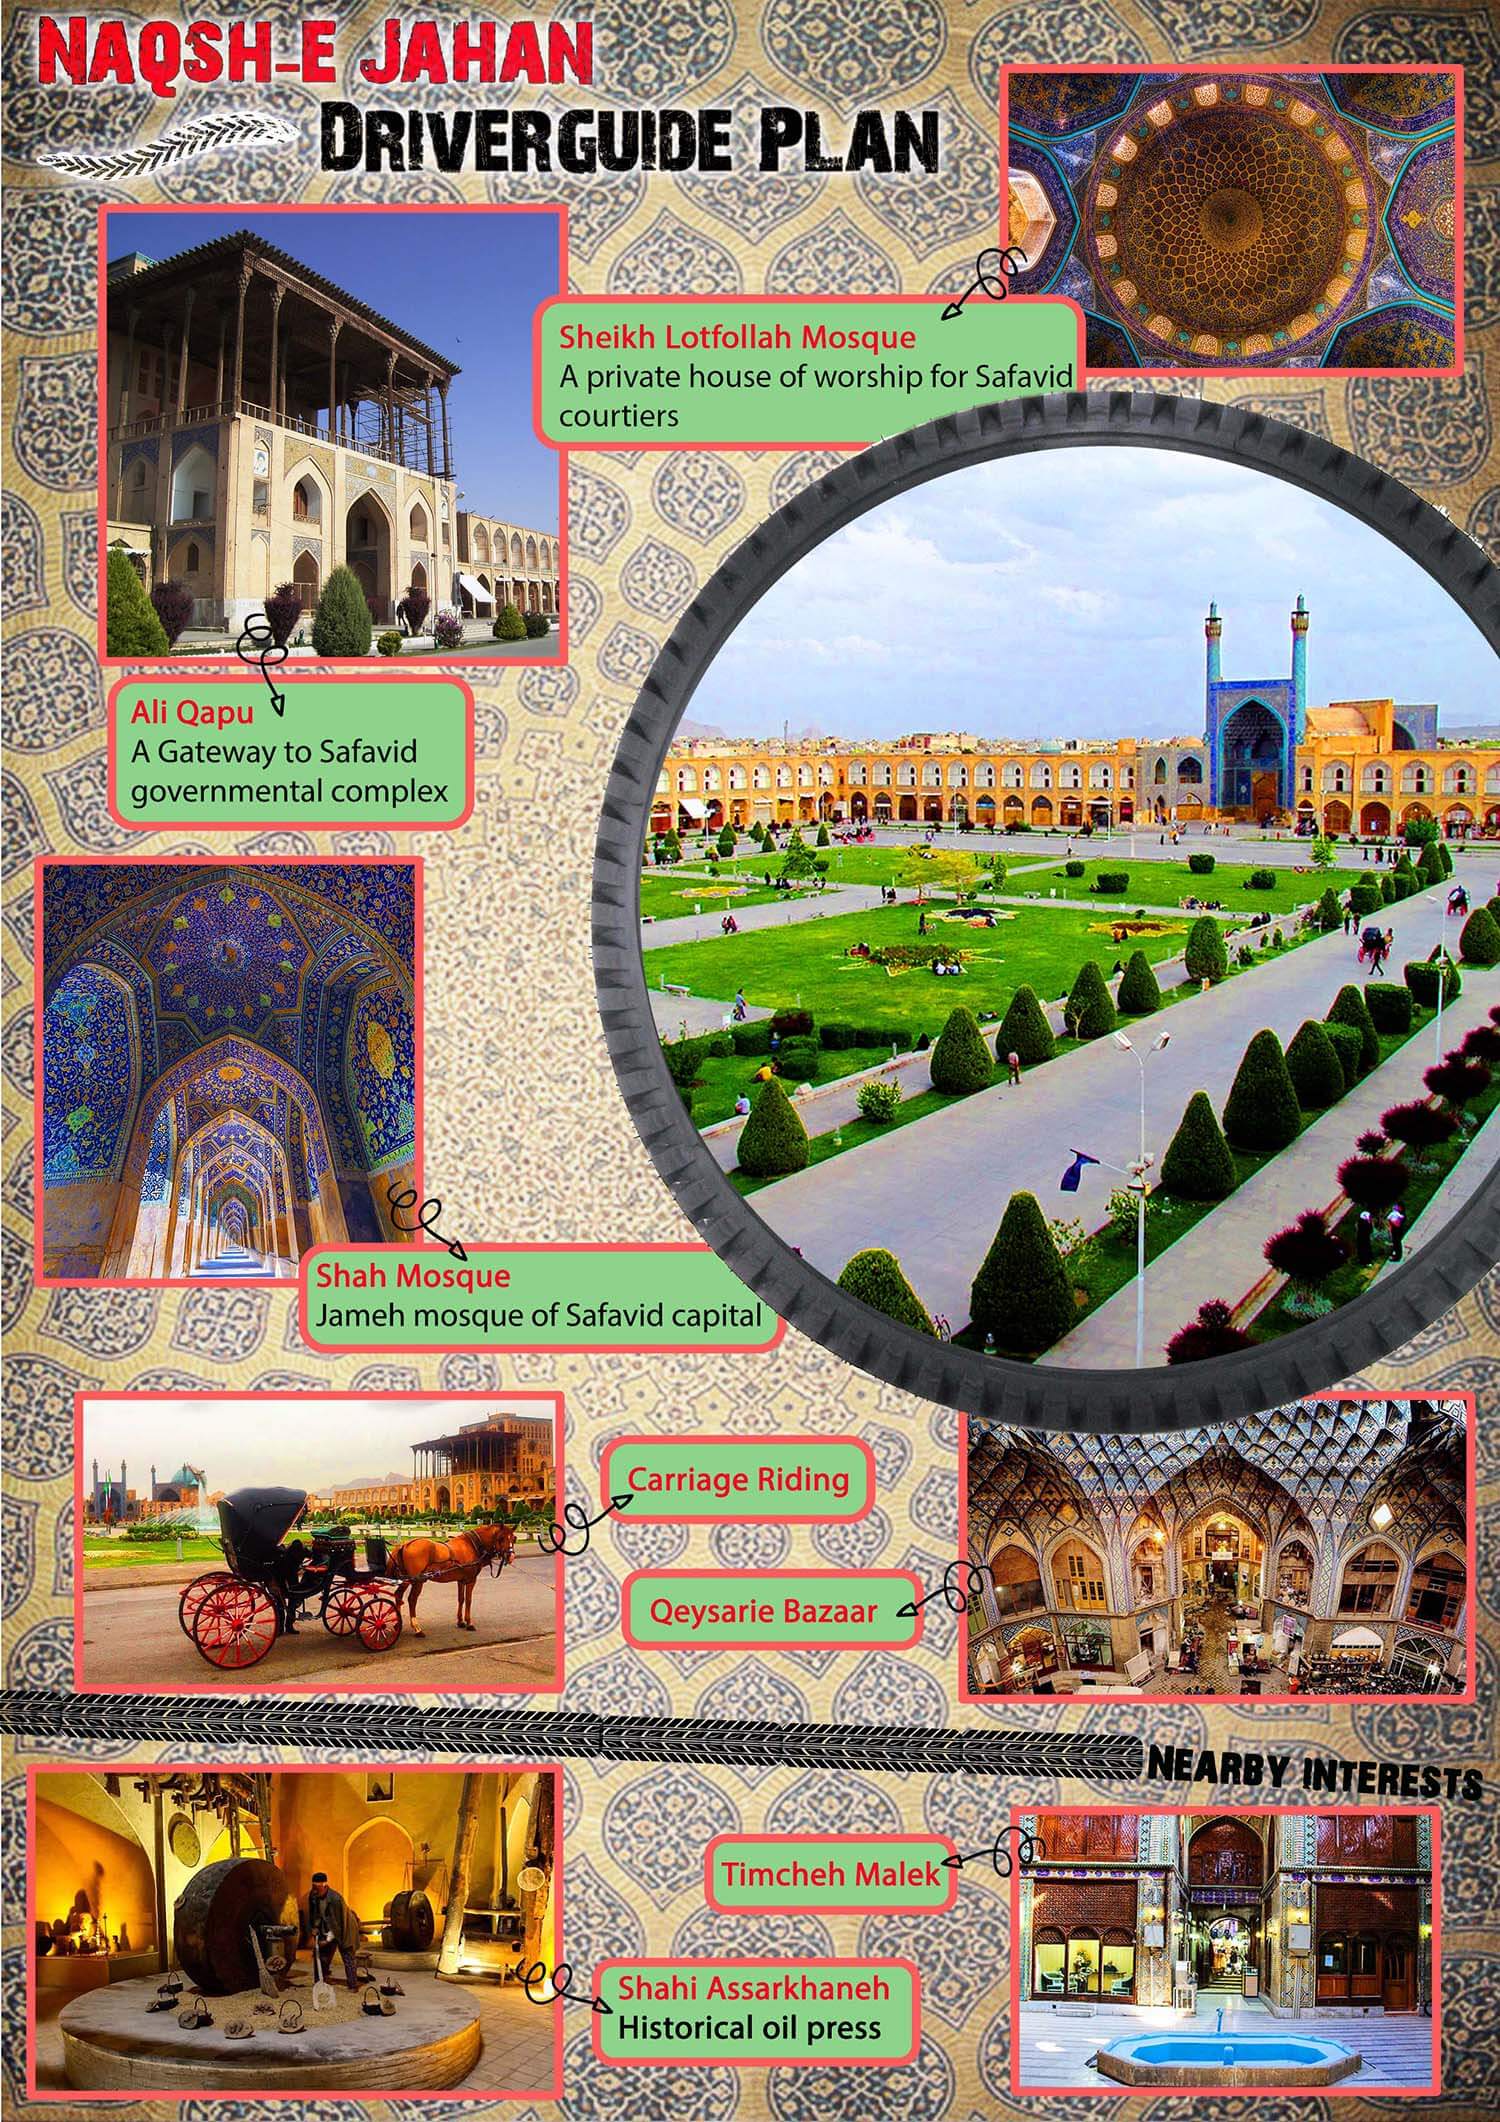 NAQSH-E JAHAN
DRIVERGUIDE PLAN
Sheikh Lotfollah Mosque
A private house of worship for Safavid
courtiers
Ali Qapu
A Gateway to Safavid
governmental complex
Shah Mosque
Jameh mosque of Safavid capital
Carriage Riding
Qeysarie Bazaar
NEARBY INTERESTS
Timcheh Malek
Shahi Assarkhaneh
Historical oil press